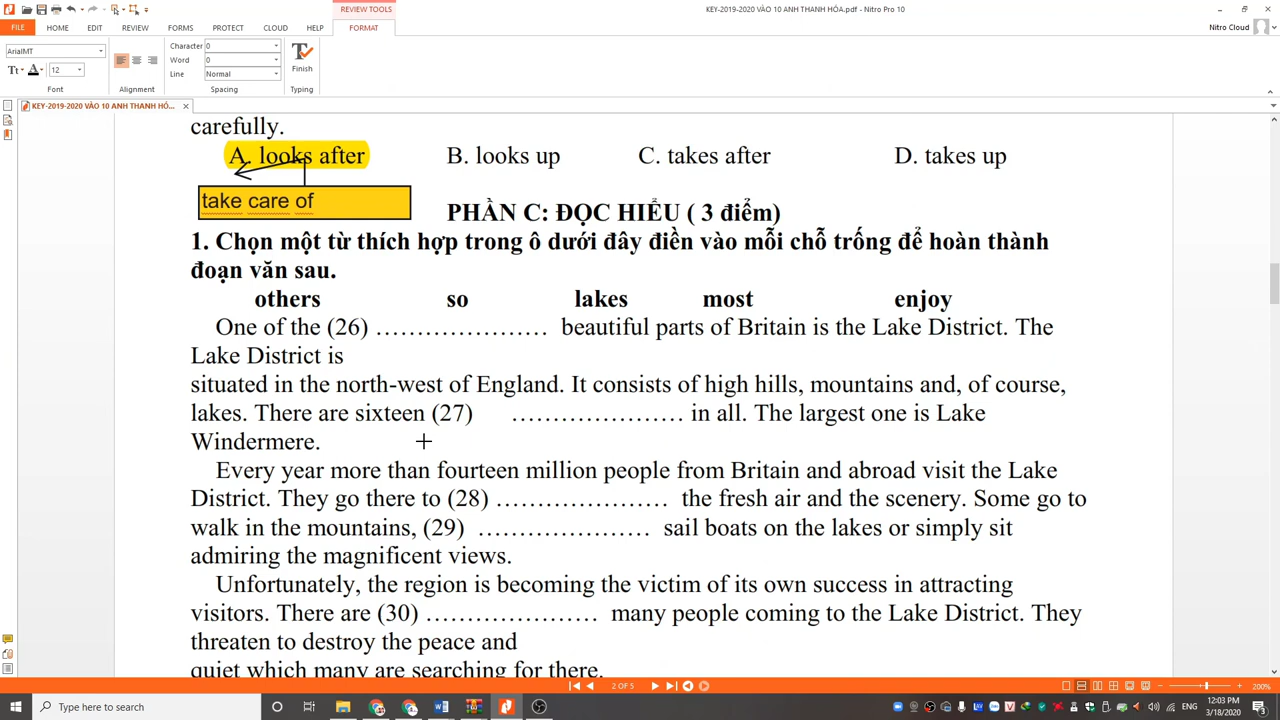 REVIEW TOOLS
KEY-2019-2020 VÀO 10 ANH THANH HÓA.pdf - Nitro Pro 10
FILE HOME EDIT REVIEW FORMS PROTECT CLOUD HELP FORMAT
Nitro Cloud
ArialMT
Character 0
Word 0
Line Normal
Tt A 12
Finish
Font Alignment Spacing Typing
KEY-2019-2020 VÀO 10 ANH THANH HÓ...
carefully.
A. looks after B. looks up C. takes after D. takes up
take care of
PHẦN C: ĐỌC HIỂU ( 3 điểm)
1. Chọn một từ thích hợp trong ô dưới đây điền vào mỗi chỗ trống để hoàn thành
đoạn văn sau.
others so lakes most enjoy
One of the (26) ………………… beautiful parts of Britain is the Lake District. The
Lake District is
situated in the north-west of England. It consists of high hills, mountains and, of course,
lakes. There are sixteen (27) ………………… in all. The largest one is Lake
Windermere.
Every year more than fourteen million people from Britain and abroad visit the Lake
District. They go there to (28) ………………… the fresh air and the scenery. Some go to
walk in the mountains, (29) ………………… sail boats on the lakes or simply sit
admiring the magnificent views.
Unfortunately, the region is becoming the victim of its own success in attracting
visitors. There are (30) ………………… many people coming to the Lake District. They
threaten to destroy the peace and
quiet which many are searching for there.
2 OF 5
200%
Type here to search
ENG
12:03 PM
3/18/2020